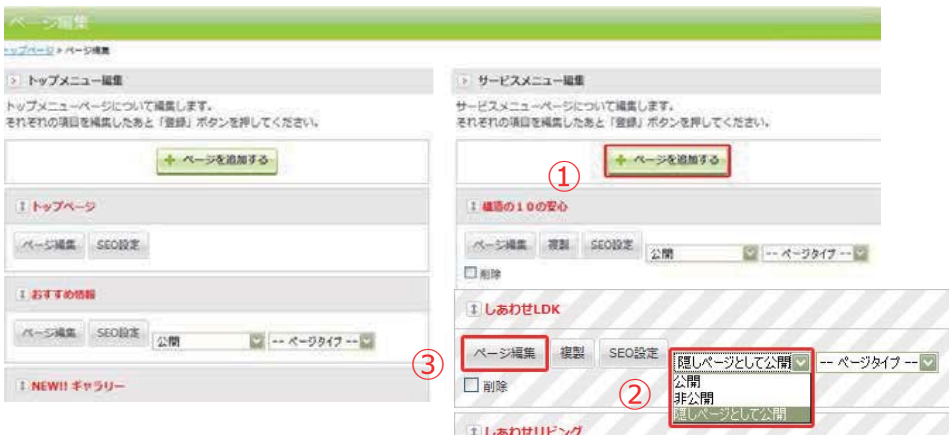 ページ編集
トップページ > ページ編集
トップメニュー編集
トップメニューページについて編集します。
それぞれの項目を編集したあと「登録」ボタンを押してください。
ページを追加する
トップページ
ページ編集 SEO設定
おすすめ情報
ページ編集 SEO設定 公開 -- ページタイプ --
NEW!! ギャラリー
サービスメニュー編集
サービスメニューページについて編集します。
それぞれの項目を編集したあと「登録」ボタンを押してください。
①
ページを追加する
構造の10の安心
ページ編集 複製 SEO設定 公開 -- ページタイプ --
削除
しあわせLDK
③
ページ編集 複製 SEO設定 隠しページとして公開 -- ページタイプ --
削除
②
公開
非公開
隠しページとして公開
しあわせリビング